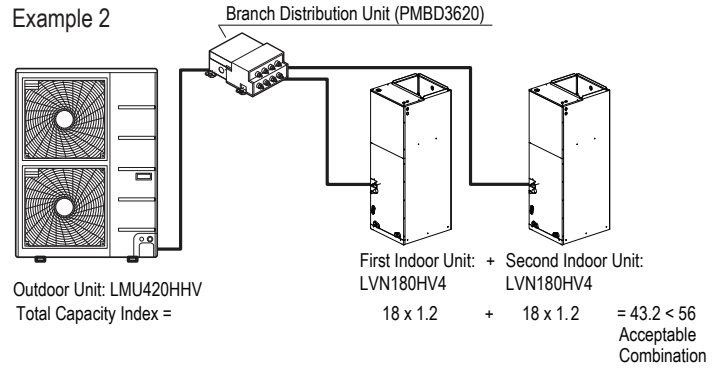 Example 2
Branch Distribution Unit (PMBD3620)
Outdoor Unit: LMU420HHV
First Indoor Unit: + Second Indoor Unit:
LVN180HV4 LVN180HV4
Total Capacity Index = 18 x 1.2 + 18 x 1.2 = 43.2 < 56
Acceptable
Combination